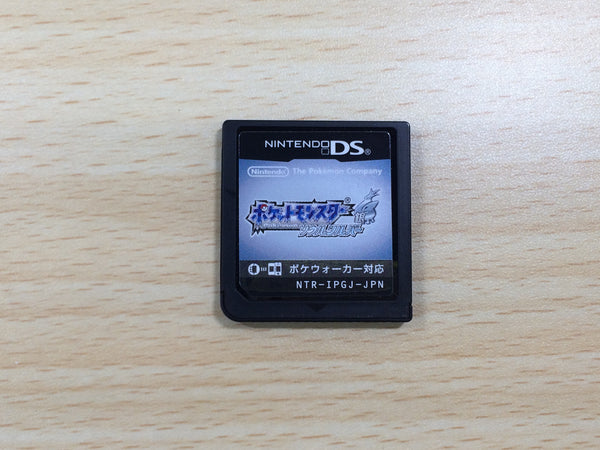 NINTENDO DS®
Nintendo® The Pokémon Company
ポケットモンスター®
ソウルシルバー
to ポケウォーカー対応
NTR-IPGJ-JPN